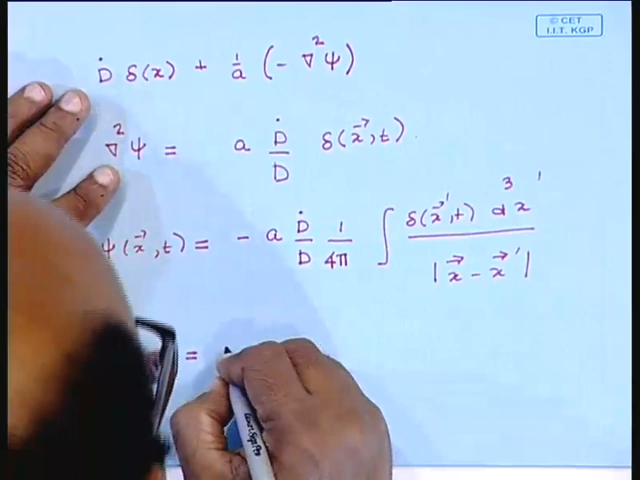 © CET
I.I.T. KGP
Ḋ δ(x) + 1/a (- ∇²Ψ)
∇²Ψ = a Ḋ/D δ(x⃗,t)
Ψ(x⃗,t) = - a Ḋ/D 1/4π ∫ δ(x⃗',t) d³x' / |x⃗ - x⃗'|
=